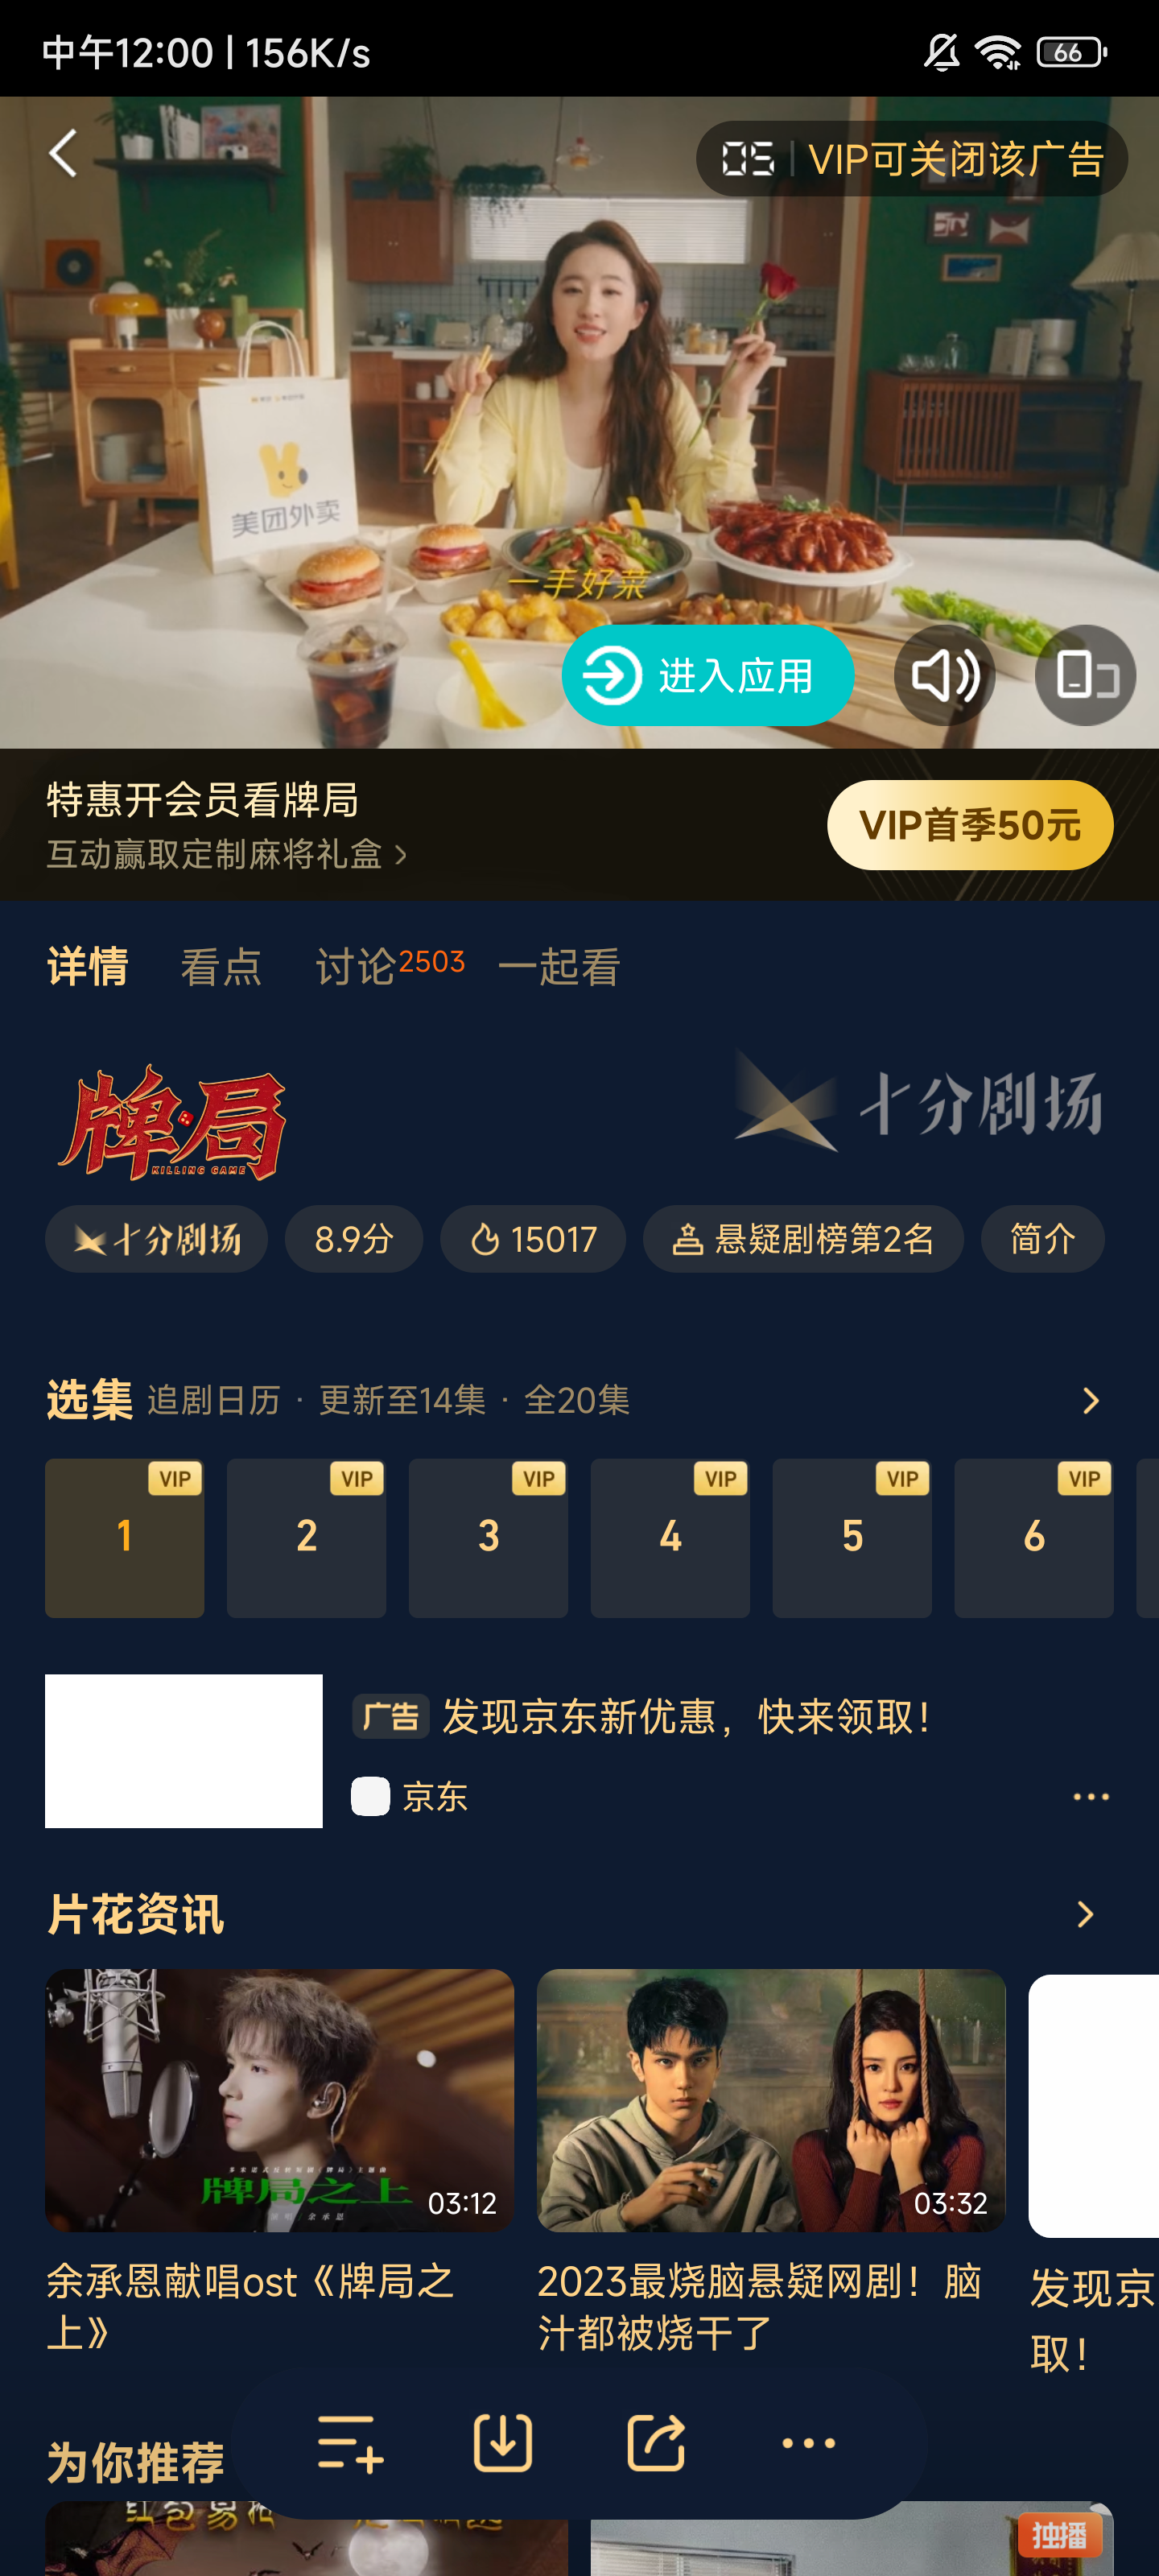 中午12:00 | 156K/s
66
05 | VIP可关闭该广告
美团外卖
一手好菜
进入应用
特惠开会员看牌局
互动赢取定制麻将礼盒
VIP首季50元
详情 看点 讨论2503 一起看
牌局
KILLING GAME
十分剧场
十分剧场 8.9分 15017 悬疑剧榜第2名 简介
选集 追剧日历 · 更新至14集 · 全20集
VIP VIP VIP VIP VIP VIP
1 2 3 4 5 6
广告 发现京东新优惠，快来领取！
京东
片花资讯
牌局之上
03:12
03:32
余承恩献唱ost《牌局之
上》
2023最烧脑悬疑网剧！脑
汁都被烧干了
发现京
取！
为你推荐
独播